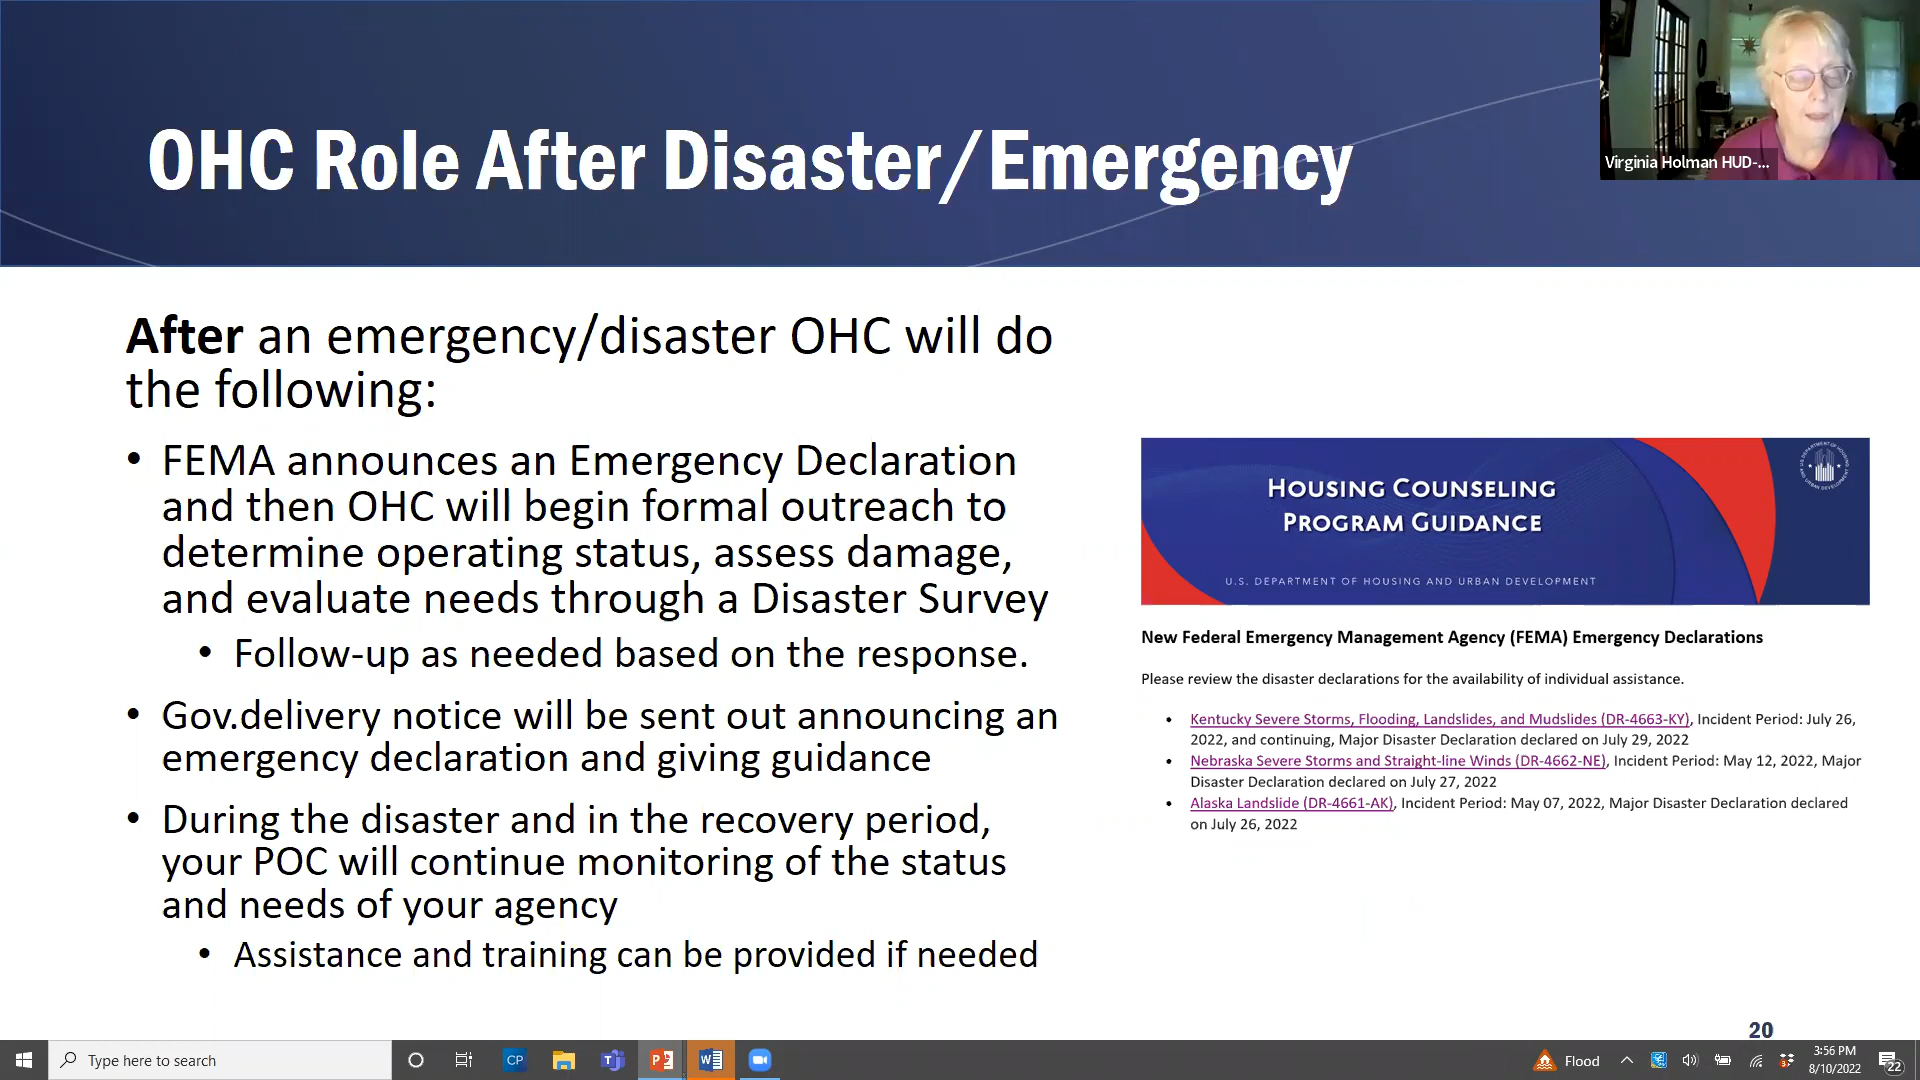 OHC Role After Disaster/Emergency
Virginia Holman HUD-...
After an emergency/disaster OHC will do
the following:
• FEMA announces an Emergency Declaration
and then OHC will begin formal outreach to
determine operating status, assess damage,
and evaluate needs through a Disaster Survey
• Follow-up as needed based on the response.
• Gov.delivery notice will be sent out announcing an
emergency declaration and giving guidance
• During the disaster and in the recovery period,
your POC will continue monitoring of the status
and needs of your agency
• Assistance and training can be provided if needed
HOUSING COUNSELING
PROGRAM GUIDANCE
U.S. DEPARTMENT OF HOUSING AND URBAN DEVELOPMENT
U.S. DEPARTMENT OF HOUSING AND URBAN DEVELOPMENT
New Federal Emergency Management Agency (FEMA) Emergency Declarations
Please review the disaster declarations for the availability of individual assistance.
• Kentucky Severe Storms, Flooding, Landslides, and Mudslides (DR-4663-KY), Incident Period: July 26,
2022, and continuing, Major Disaster Declaration declared on July 29, 2022
• Nebraska Severe Storms and Straight-line Winds (DR-4662-NE), Incident Period: May 12, 2022, Major
Disaster Declaration declared on July 27, 2022
• Alaska Landslide (DR-4661-AK), Incident Period: May 07, 2022, Major Disaster Declaration declared
on July 26, 2022
20
Type here to search
CP
Flood
3:56 PM
8/10/2022
22